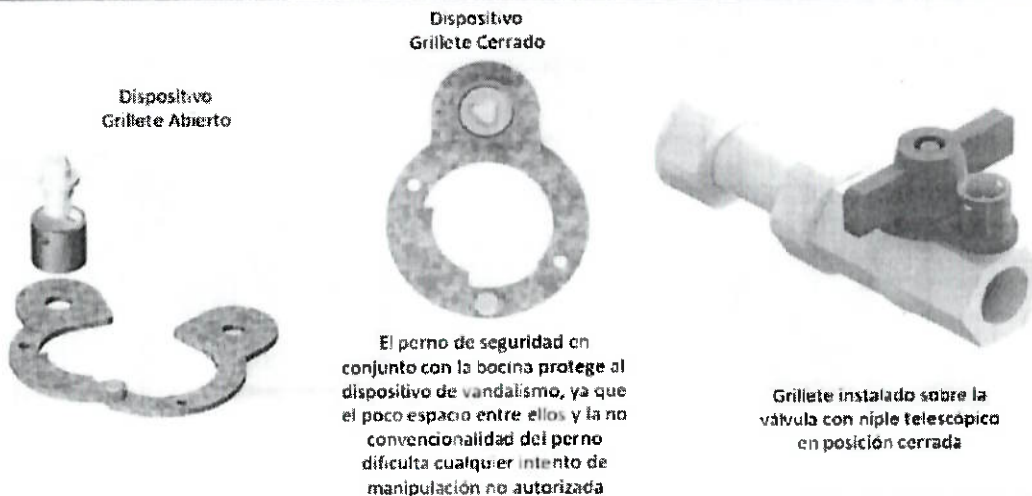 Dispositivo
Grillete Abierto
Dispositivo
Grillete Cerrado
El perno de seguridad en
conjunto con la bocina protege al
dispositivo de vandalismo, ya que
el poco espacio entre ellos y la no
convencionalidad del perno
dificulta cualquier intento de
manipulación no autorizada
Grillete instalado sobre la
válvula con niple telescópico
en posición cerrada